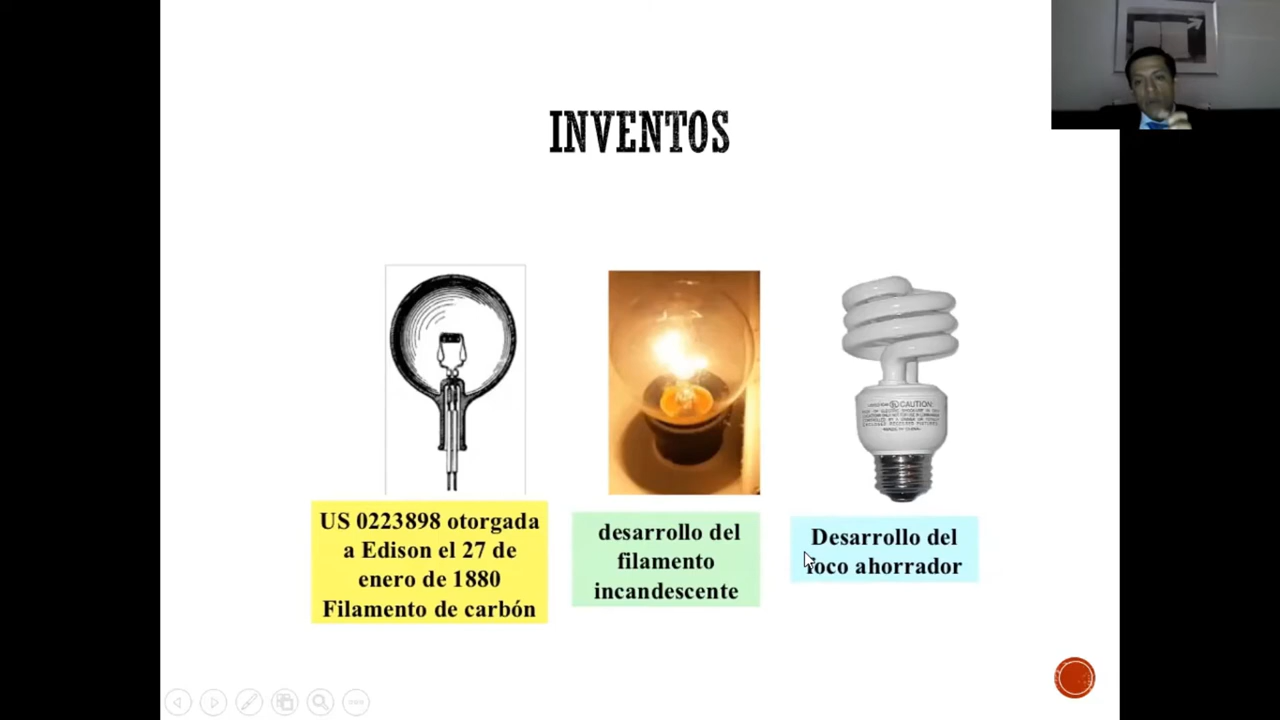 INVENTOS
CAUTION
US 0223898 otorgada
a Edison el 27 de
enero de 1880
Filamento de carbón
desarrollo del
filamento
incandescente
Desarrollo del
foco ahorrador